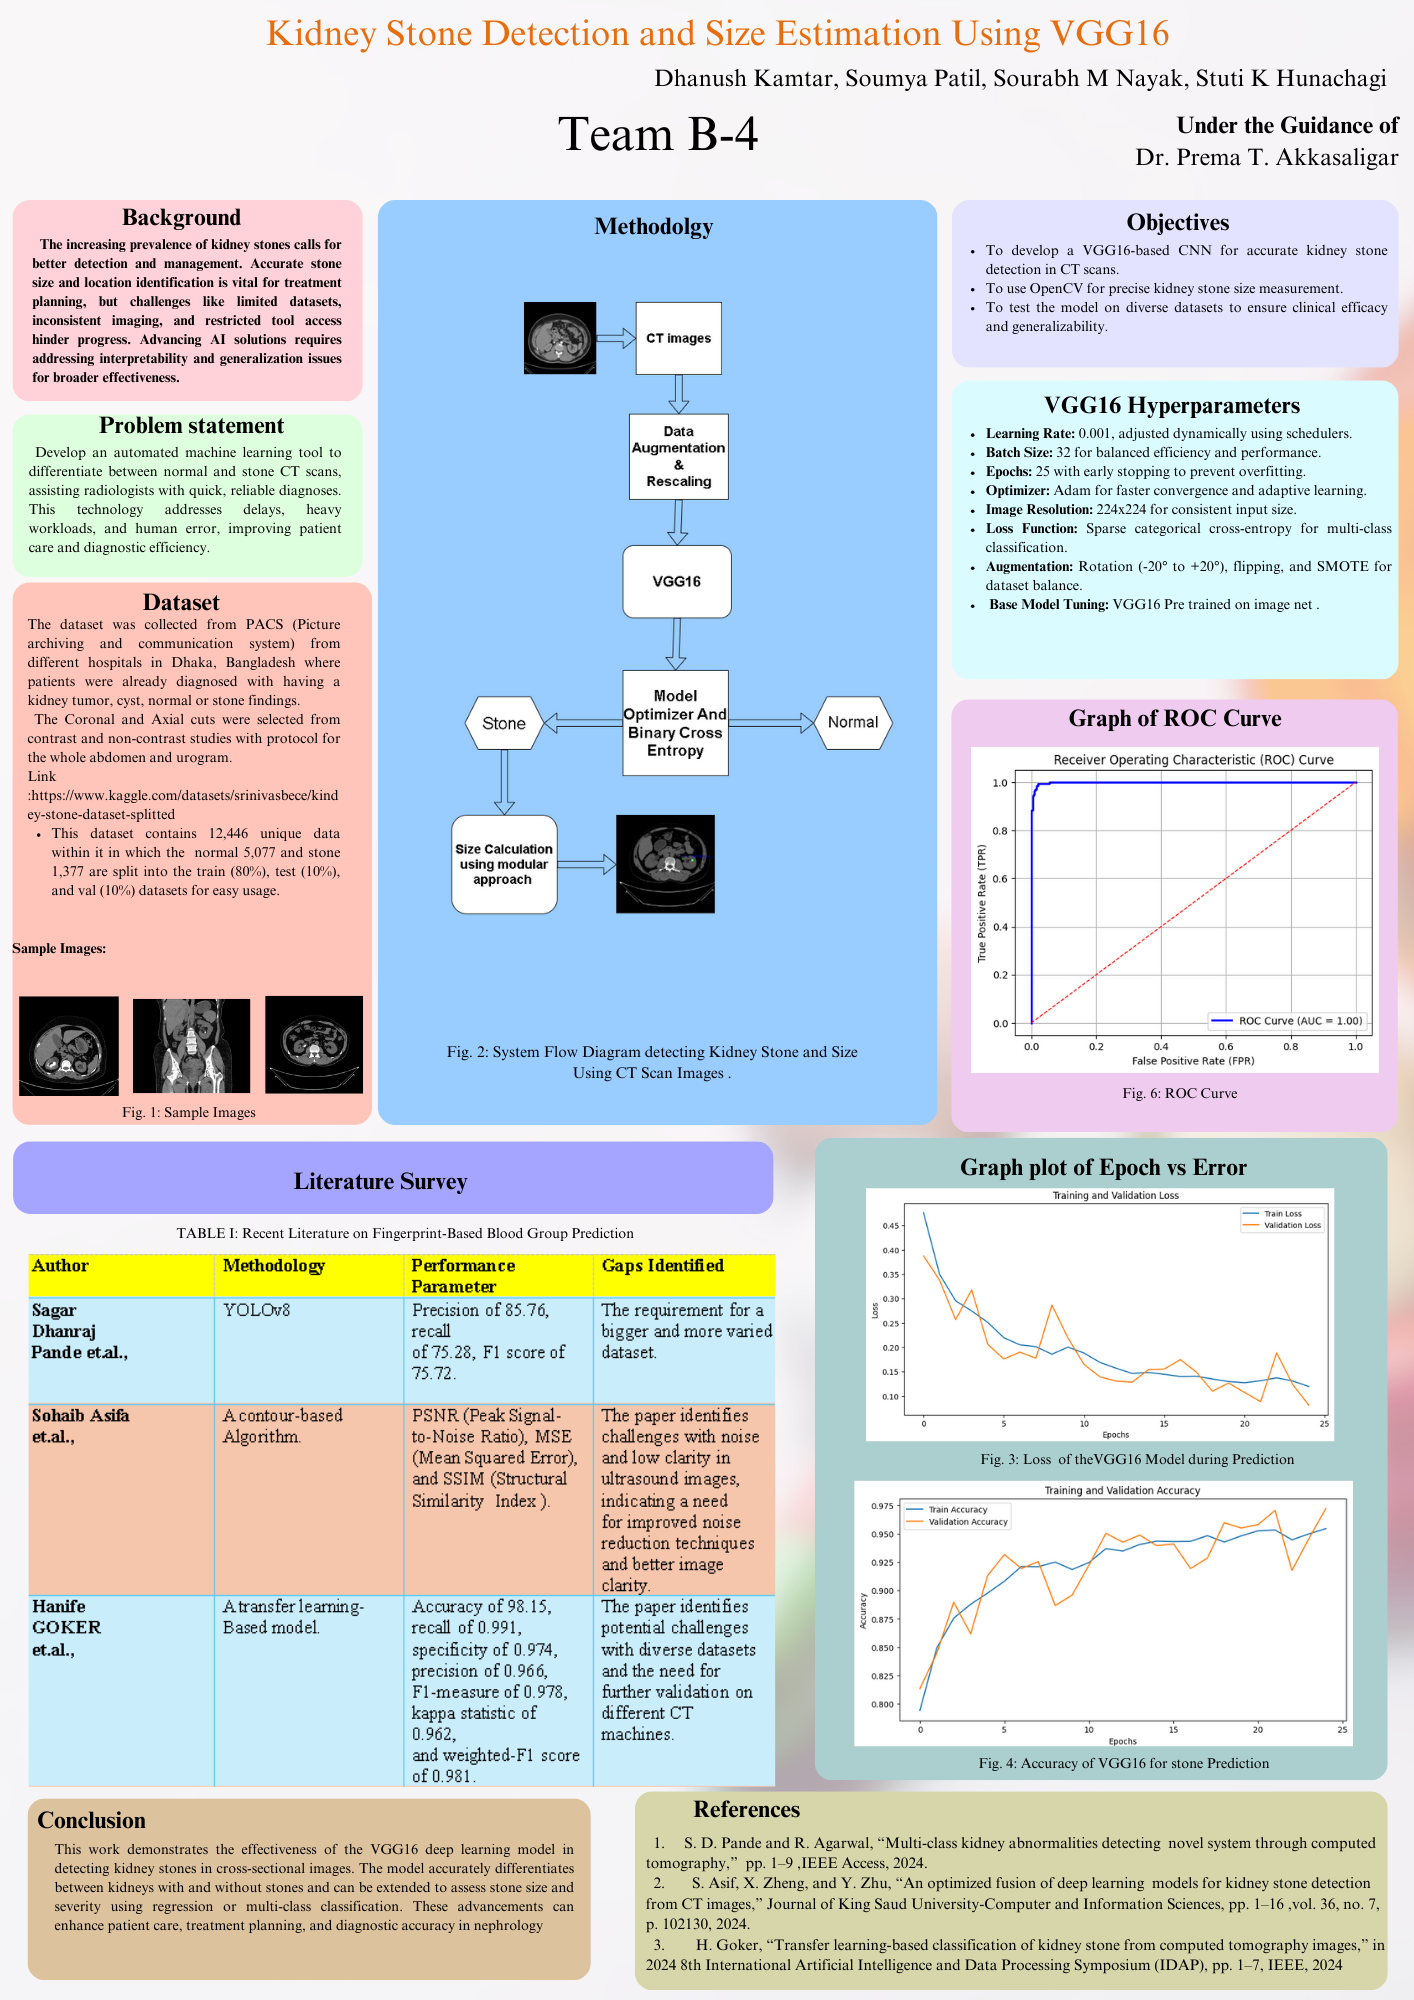 Kidney Stone Detection and Size Estimation Using VGG16
Dhanush Kamtar, Soumya Patil, Sourabh M Nayak, Stuti K Hunachagi
Team B-4
Under the Guidance of
Dr. Prema T. Akkasaligar
Background
The increasing prevalence of kidney stones calls for
better detection and management. Accurate stone
size and location identification is vital for treatment
planning, but challenges like limited datasets,
inconsistent imaging, and restricted tool access
hinder progress. Advancing AI solutions requires
addressing interpretability and generalization issues
for broader effectiveness.
Problem statement
Develop an automated machine learning tool to
differentiate between normal and stone CT scans,
assisting radiologists with quick, reliable diagnoses.
This technology addresses delays, heavy
workloads, and human error, improving patient
care and diagnostic efficiency.
Dataset
The dataset was collected from PACS (Picture
archiving and communication system) from
different hospitals in Dhaka, Bangladesh where
patients were already diagnosed with having a
kidney tumor, cyst, normal or stone findings.
The Coronal and Axial cuts were selected from
contrast and non-contrast studies with protocol for
the whole abdomen and urogram.
Link
:https://www.kaggle.com/datasets/srinivasbece/kind
ey-stone-dataset-splitted
• This dataset contains 12,446 unique data
within it in which the normal 5,077 and stone
1,377 are split into the train (80%), test (10%),
and val (10%) datasets for easy usage.
Sample Images:
Fig. 1: Sample Images
Methodolgy
CT images
Data
Augmentation
&
Rescaling
VGG16
Model
Optimizer And
Binary Cross
Entropy
Stone
Normal
Size Calculation
using modular
approach
Fig. 2: System Flow Diagram detecting Kidney Stone and Size
Using CT Scan Images .
Objectives
• To develop a VGG16-based CNN for accurate kidney stone
detection in CT scans.
• To use OpenCV for precise kidney stone size measurement.
• To test the model on diverse datasets to ensure clinical efficacy
and generalizability.
VGG16 Hyperparameters
• Learning Rate: 0.001, adjusted dynamically using schedulers.
• Batch Size: 32 for balanced efficiency and performance.
• Epochs: 25 with early stopping to prevent overfitting.
• Optimizer: Adam for faster convergence and adaptive learning.
• Image Resolution: 224x224 for consistent input size.
• Loss Function: Sparse categorical cross-entropy for multi-class
classification.
• Augmentation: Rotation (-20° to +20°), flipping, and SMOTE for
dataset balance.
• Base Model Tuning: VGG16 Pre trained on image net .
Graph of ROC Curve
Receiver Operating Characteristic (ROC) Curve
True Positive Rate (TPR)
1.0
0.8
0.6
0.4
0.2
0.0
ROC Curve (AUC = 1.00)
0.0 0.2 0.4 0.6 0.8 1.0
False Positive Rate (FPR)
Fig. 6: ROC Curve
Literature Survey
TABLE I: Recent Literature on Fingerprint-Based Blood Group Prediction
Author
Methodology
Performance
Parameter
Gaps Identified
Sagar
Dhanraj
Pande et.al.,
YOLOv8
Precision of 85.76,
recall
of 75.28, F1 score of
75.72.
The requirement for a
bigger and more varied
dataset.
Sohaib Asifa
et.al.,
A contour-based
Algorithm.
PSNR (Peak Signal-
to-Noise Ratio), MSE
(Mean Squared Error),
and SSIM (Structural
Similarity Index ).
The paper identifies
challenges with noise
and low clarity in
ultrasound images,
indicating a need
for improved noise
reduction techniques
and better image
clarity.
Hanife
GOKER
et.al.,
A transfer learning-
Based model.
Accuracy of 98.15,
recall of 0.991,
specificity of 0.974,
precision of 0.966,
F1-measure of 0.978,
kappa statistic of
0.962,
and weighted-F1 score
of 0.981.
The paper identifies
potential challenges
with diverse datasets
and the need for
further validation on
different CT
machines.
Graph plot of Epoch vs Error
Training and Validation Loss
Train Loss
Validation Loss
Loss
0.45
0.40
0.35
0.30
0.25
0.20
0.15
0.10
0 5 10 15 20 25
Epochs
Fig. 3: Loss of theVGG16 Model during Prediction
Training and Validation Accuracy
Train Accuracy
Validation Accuracy
Accuracy
0.975
0.950
0.925
0.900
0.875
0.850
0.825
0.800
0 5 10 15 20 25
Epochs
Fig. 4: Accuracy of VGG16 for stone Prediction
Conclusion
This work demonstrates the effectiveness of the VGG16 deep learning model in
detecting kidney stones in cross-sectional images. The model accurately differentiates
between kidneys with and without stones and can be extended to assess stone size and
severity using regression or multi-class classification. These advancements can
enhance patient care, treatment planning, and diagnostic accuracy in nephrology
References
1. S. D. Pande and R. Agarwal, “Multi-class kidney abnormalities detecting novel system through computed
tomography,” pp. 1–9 ,IEEE Access, 2024.
2. S. Asif, X. Zheng, and Y. Zhu, “An optimized fusion of deep learning models for kidney stone detection
from CT images,” Journal of King Saud University-Computer and Information Sciences, pp. 1–16 ,vol. 36, no. 7,
p. 102130, 2024.
3. H. Goker, “Transfer learning-based classification of kidney stone from computed tomography images,” in
2024 8th International Artificial Intelligence and Data Processing Symposium (IDAP), pp. 1–7, IEEE, 2024